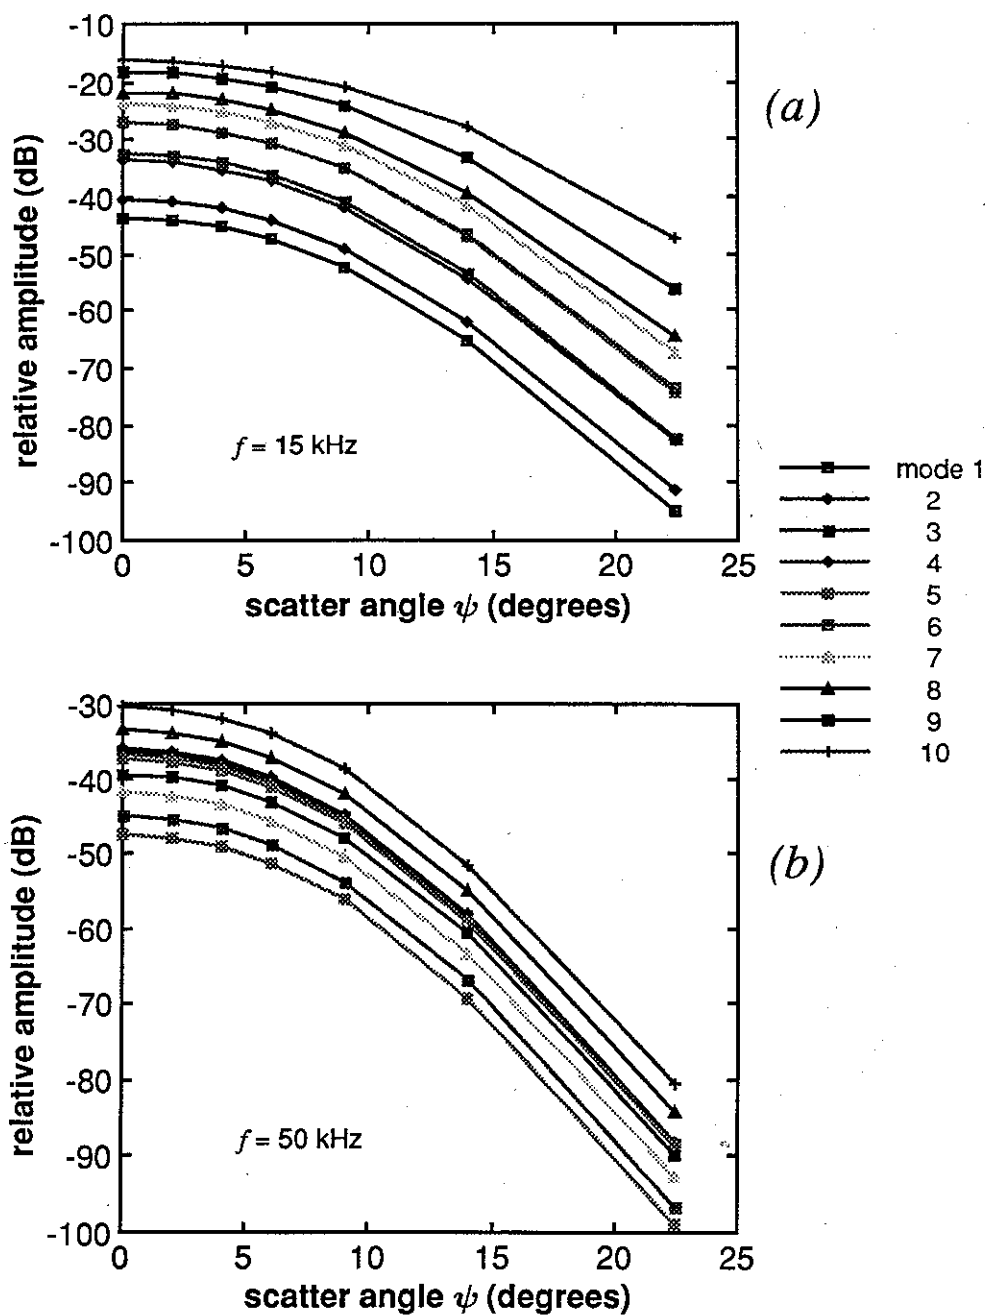 (a)
relative amplitude (dB)
-10
-20
-30
-40
-50
-60
-70
-80
-90
-100
f = 15 kHz
0 5 10 15 20 25
scatter angle ψ (degrees)
mode 1
2
3
4
5
6
7
8
9
10
(b)
relative amplitude (dB)
-30
-40
-50
-60
-70
-80
-90
-100
f = 50 kHz
0 5 10 15 20 25
scatter angle ψ (degrees)